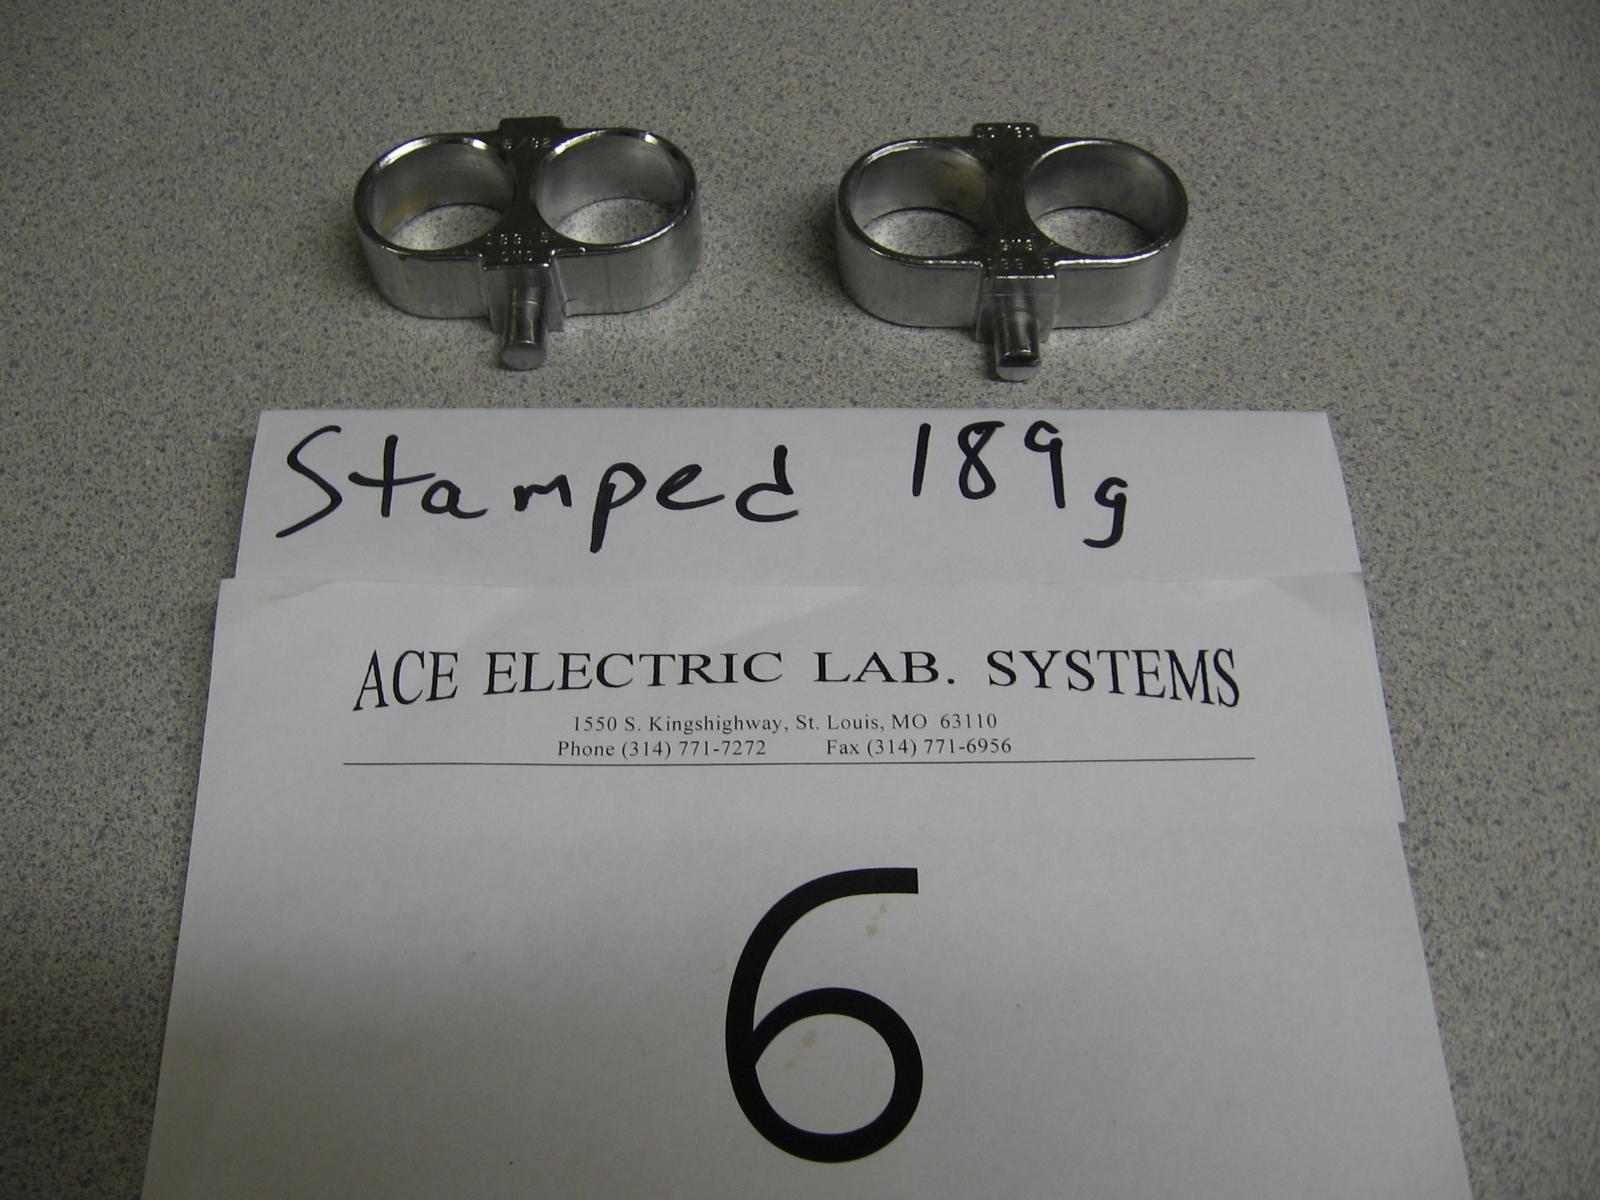 Stamped 189g
ACE ELECTRIC LAB. SYSTEMS
1550 S. Kingshighway, St. Louis, MO 63110
Phone (314) 771-7272 Fax (314) 771-6956
6